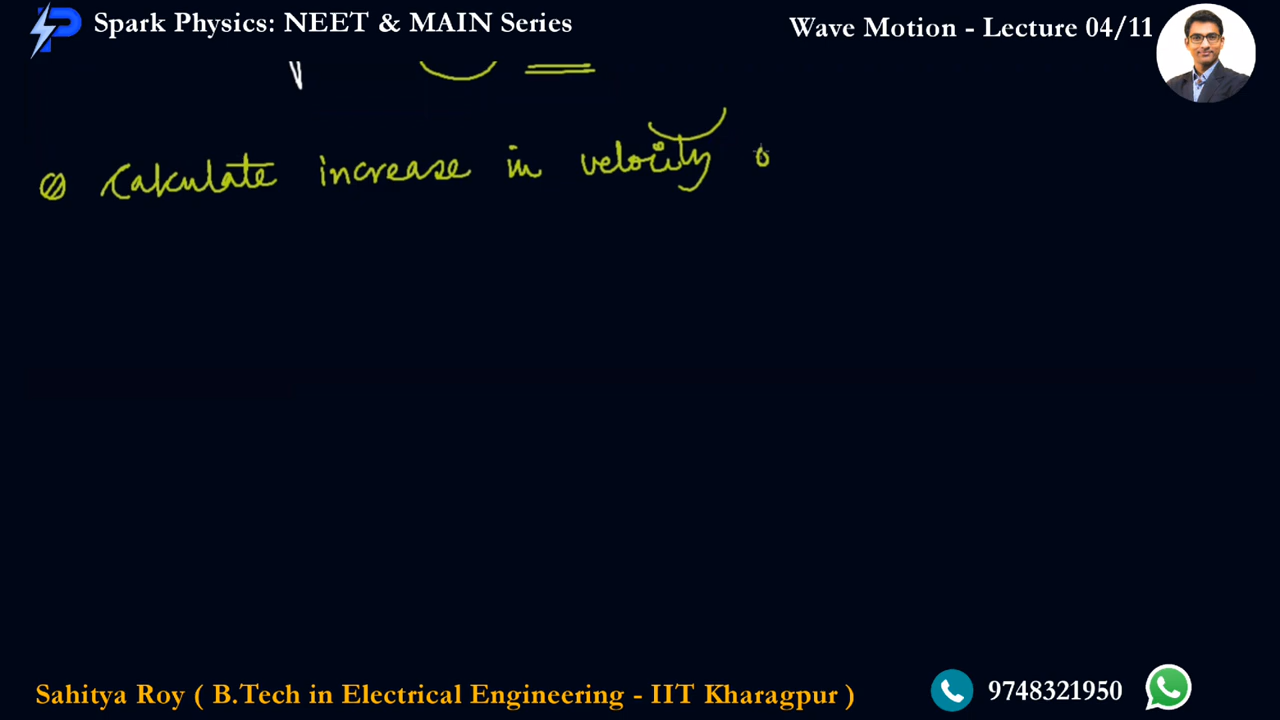 Spark Physics: NEET & MAIN Series
Wave Motion - Lecture 04/11
Calculate increase in velocity o
Sahitya Roy ( B.Tech in Electrical Engineering - IIT Kharagpur )
9748321950